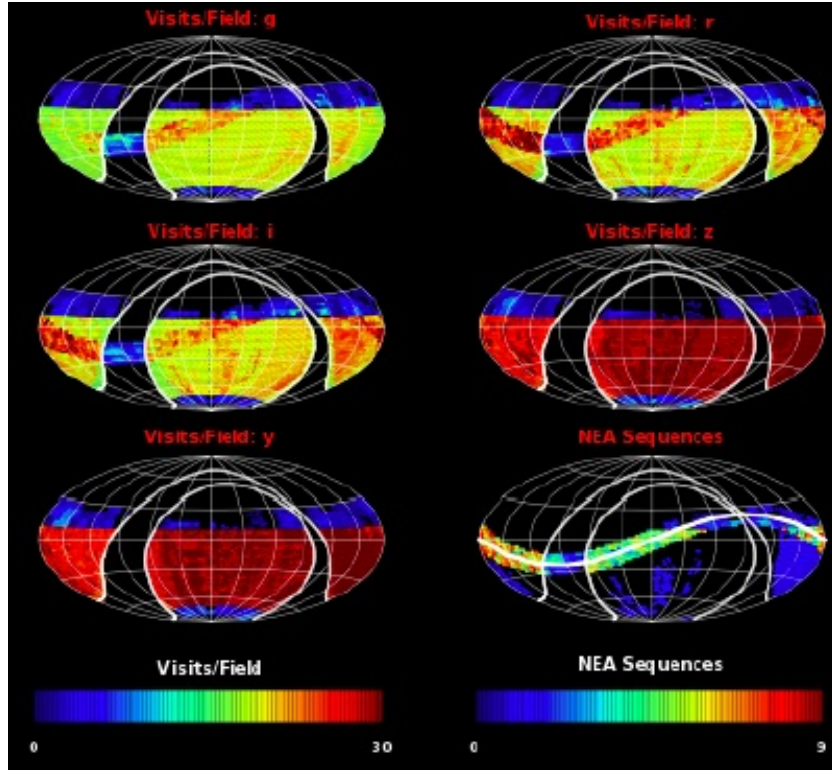 Visits/Field: g
Visits/Field: r
Visits/Field: i
Visits/Field: z
Visits/Field: y
NEA Sequences
Visits/Field
NEA Sequences
0
30
0
9